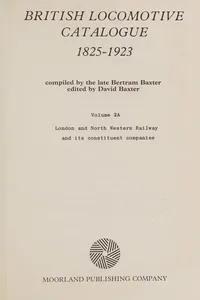 BRITISH LOCOMOTIVE
CATALOGUE
1825-1923
compiled by the late Bertram Baxter
edited by David Baxter
Volume 2A
London and North Western Railway
and its constituent companies
MOORLAND PUBLISHING COMPANY